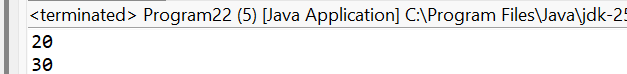 <terminated> Program22 (5) [Java Application] C:\Program Files\Java\jdk-25
20
30